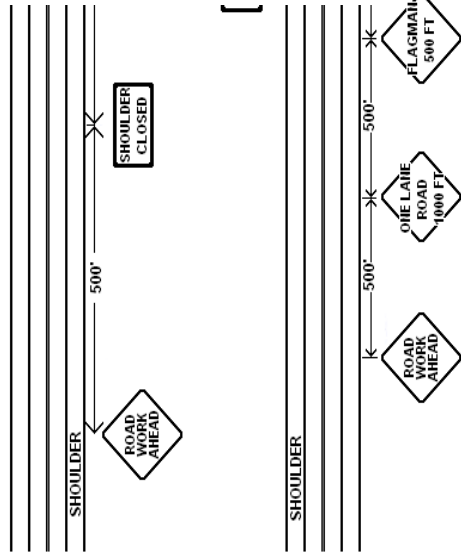 SHOULDER
ROAD
WORK
AHEAD
500'
SHOULDER
CLOSED
SHOULDER
ROAD
WORK
AHEAD
500'
ONE LANE
ROAD
1000 FT
500'
FLAGMAN
500 FT